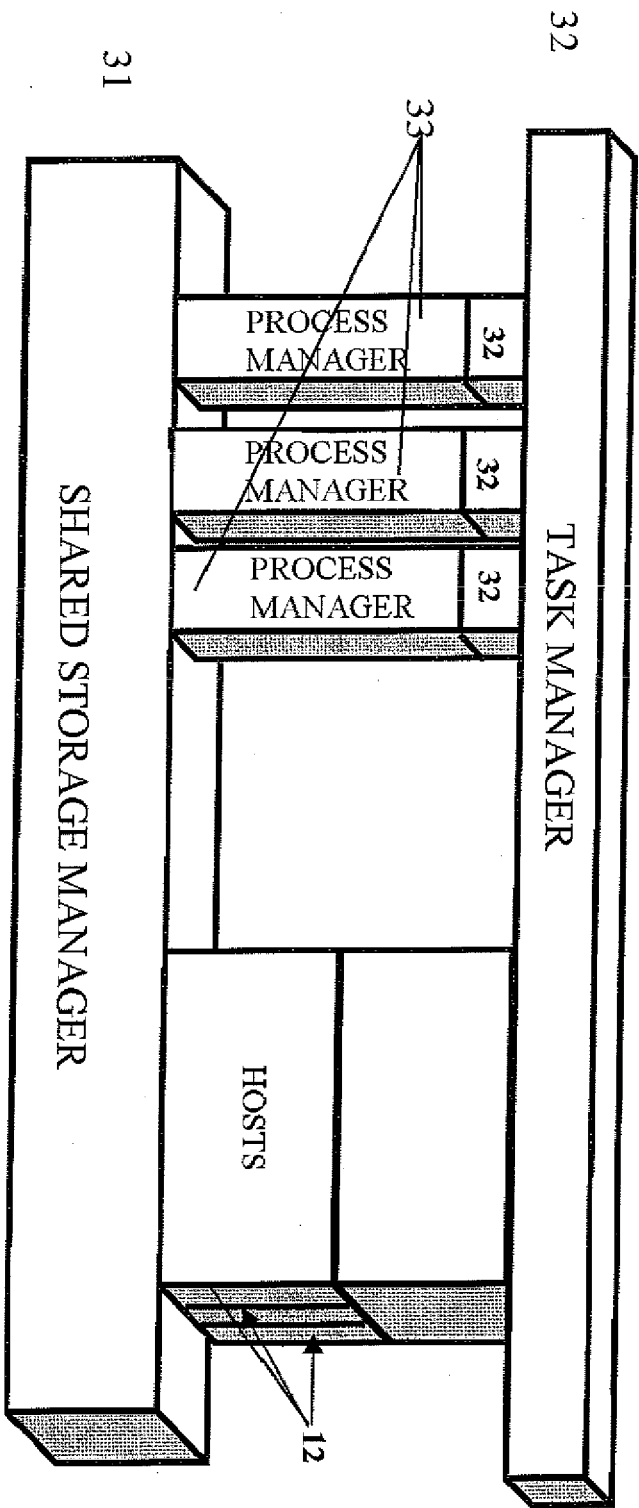 32
TASK MANAGER
33
32
PROCESS
MANAGER
32
PROCESS
MANAGER
32
PROCESS
MANAGER
HOSTS
12
31
SHARED STORAGE MANAGER